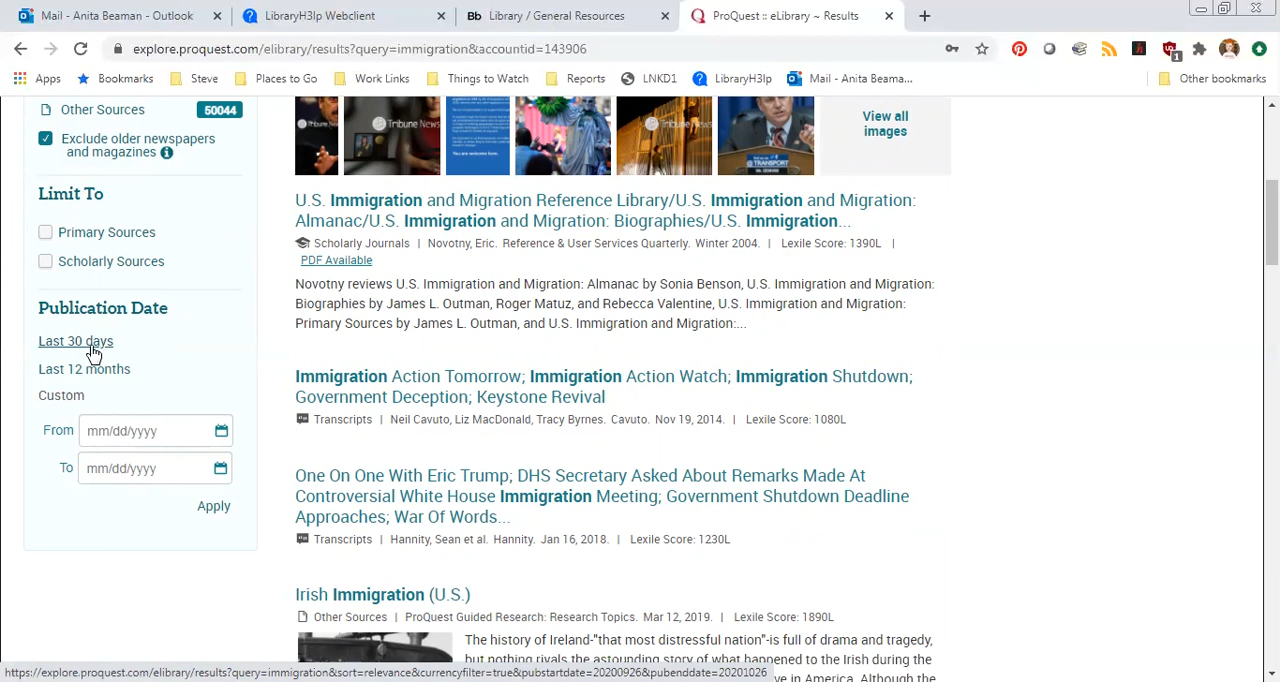 Mail - Anita Beaman - Outlook
LibraryH3lp Webclient
Bb Library / General Resources
ProQuest :: eLibrary ~ Results
explore.proquest.com/elibrary/results?query=immigration&accountid=143906
Apps Bookmarks Steve Places to Go Work Links Things to Watch Reports LNKD1 LibraryH3lp Mail - Anita Beama... Other bookmarks
Other Sources 50044
Exclude older newspapers
and magazines
Limit To
Primary Sources
Scholarly Sources
Publication Date
Last 30 days
Last 12 months
Custom
From mm/dd/yyyy
To mm/dd/yyyy
Apply
Tribune News
Tribune News
Tribune News
View all
images
U.S. Immigration and Migration Reference Library/U.S. Immigration and Migration:
Almanac/U.S. Immigration and Migration: Biographies/U.S. Immigration...
Scholarly Journals | Novotny, Eric. Reference & User Services Quarterly. Winter 2004. | Lexile Score: 1390L |
PDF Available
Novotny reviews U.S. Immigration and Migration: Almanac by Sonia Benson, U.S. Immigration and Migration:
Biographies by James L. Outman, Roger Matuz, and Rebecca Valentine, U.S. Immigration and Migration:
Primary Sources by James L. Outman, and U.S. Immigration and Migration:...
Immigration Action Tomorrow; Immigration Action Watch; Immigration Shutdown;
Government Deception; Keystone Revival
Transcripts | Neil Cavuto, Liz MacDonald, Tracy Byrnes. Cavuto. Nov 19, 2014. | Lexile Score: 1080L
One On One With Eric Trump; DHS Secretary Asked About Remarks Made At
Controversial White House Immigration Meeting; Government Shutdown Deadline
Approaches; War Of Words...
Transcripts | Hannity, Sean et al. Hannity. Jan 16, 2018. | Lexile Score: 1230L
Irish Immigration (U.S.)
Other Sources | ProQuest Guided Research: Research Topics. Mar 12, 2019. | Lexile Score: 1890L
The history of Ireland-"that most distressful nation"-is full of drama and tragedy,
but nothing rivals the astounding story of what happened to the Irish during the
ve in America. Although the
https://explore.proquest.com/elibrary/results?query=immigration&sort=relevance&currencyfilter=true&pubstartdate=20200926&pubenddate=20201026